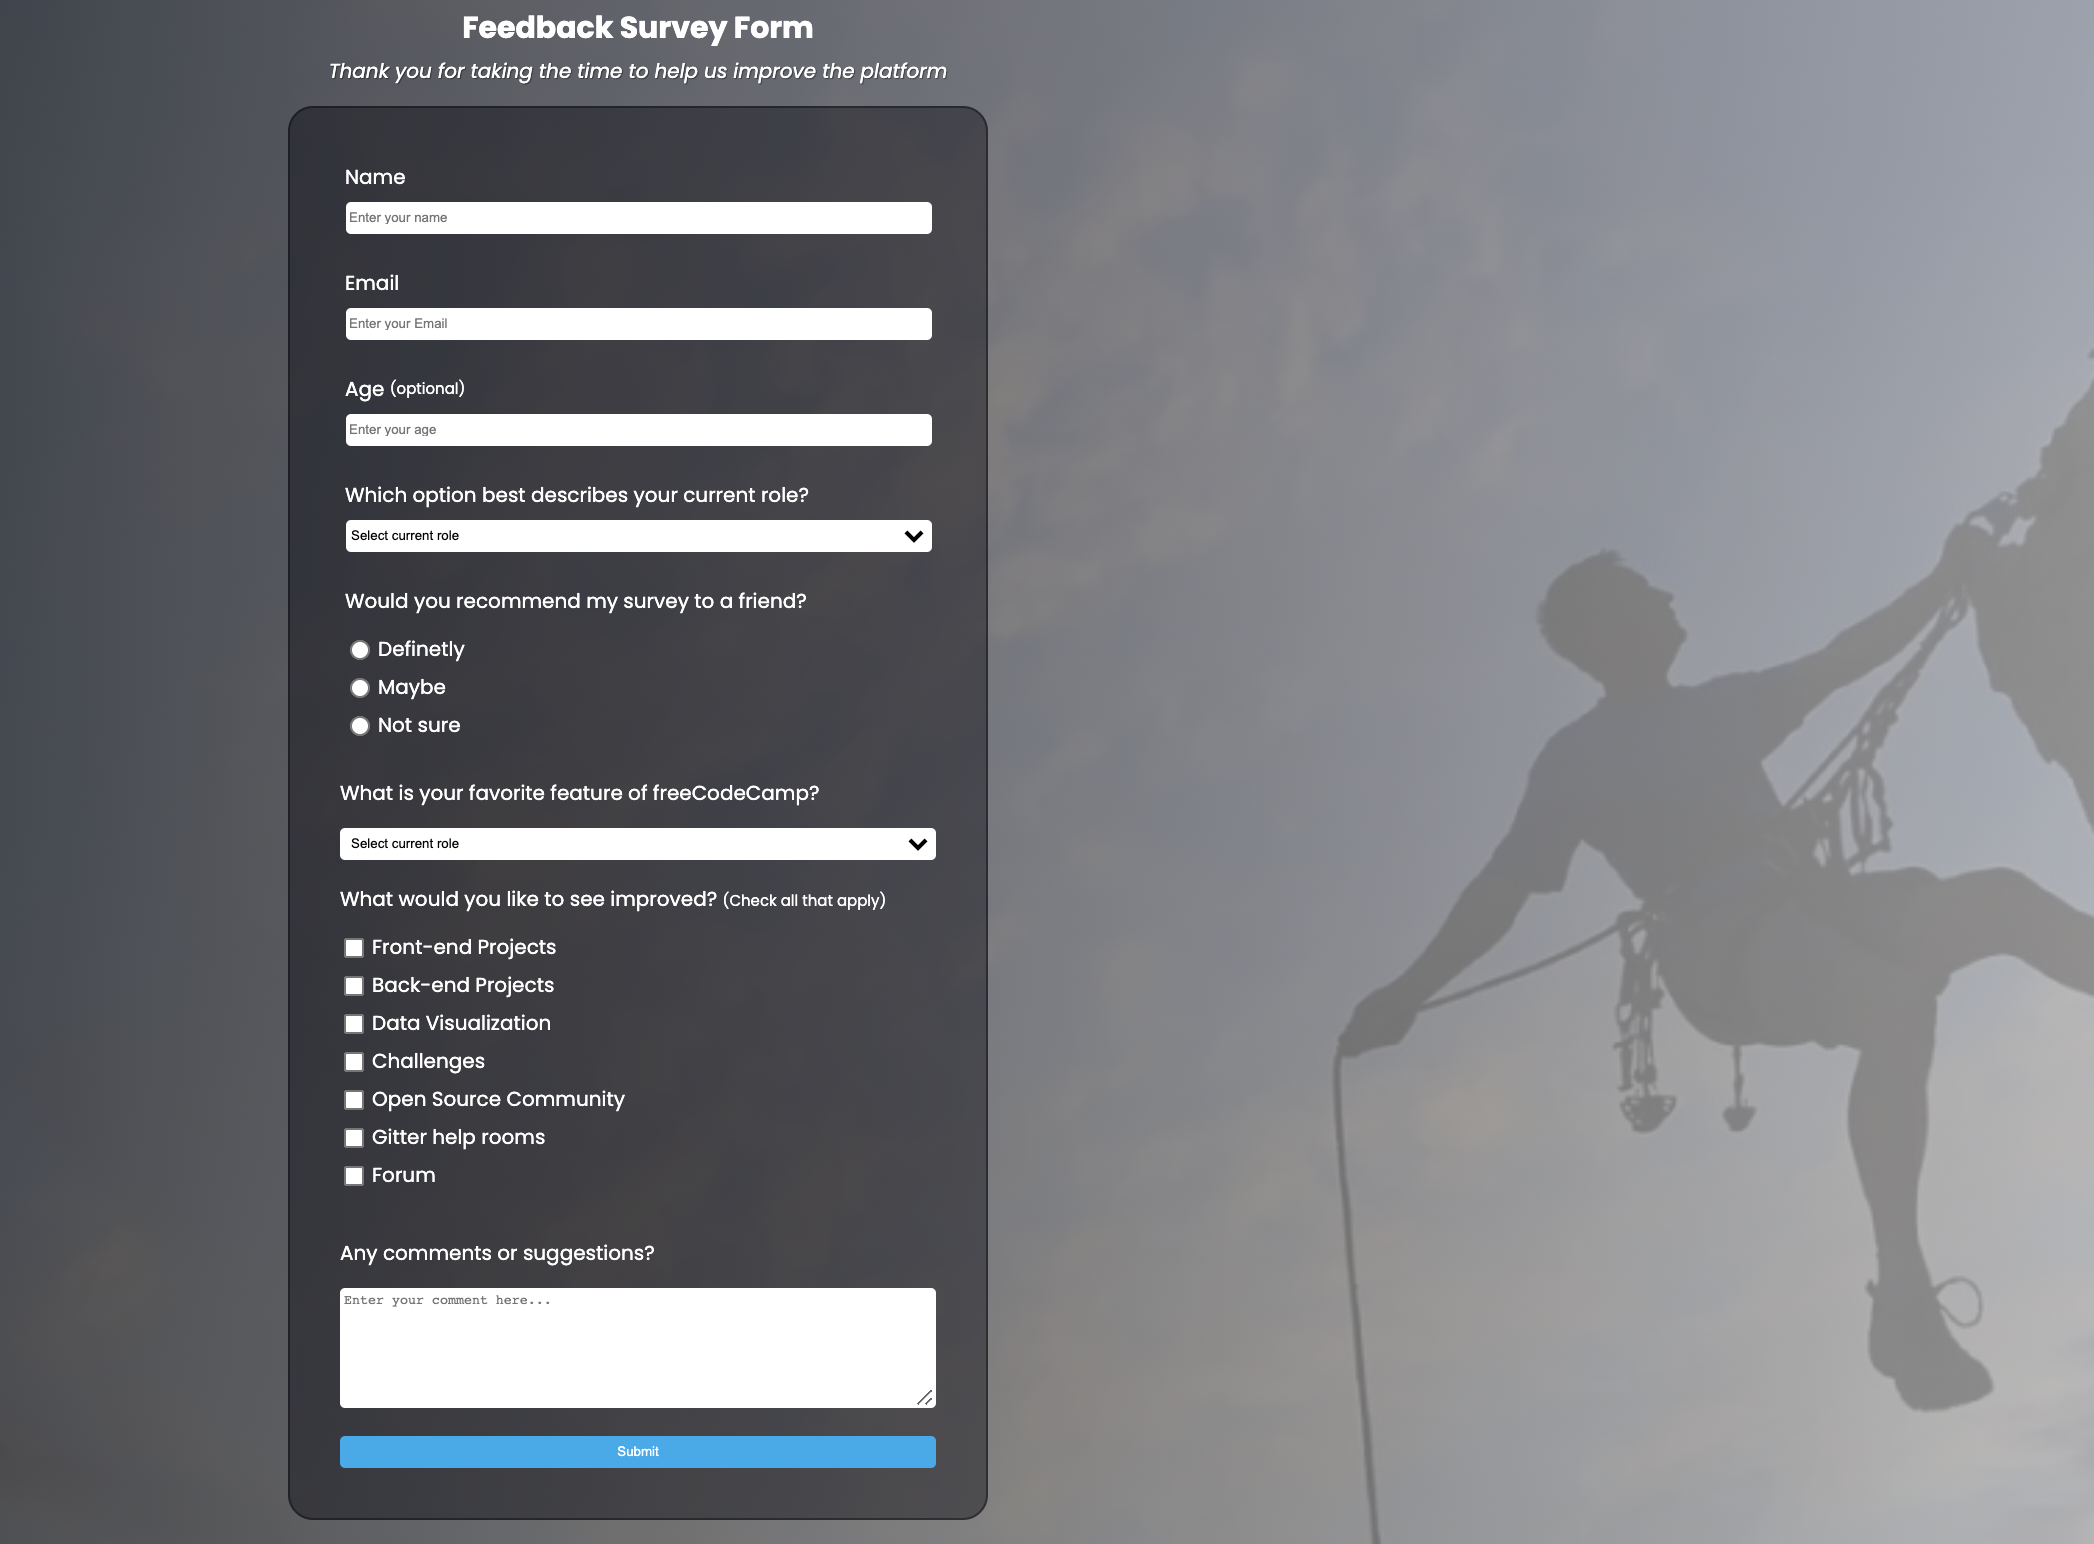 Feedback Survey Form
Thank you for taking the time to help us improve the platform
Name
Enter your name
Email
Enter your Email
Age (optional)
Enter your age
Which option best describes your current role?
Select current role
Would you recommend my survey to a friend?
Definetly
Maybe
Not sure
What is your favorite feature of freeCodeCamp?
Select current role
What would you like to see improved? (Check all that apply)
Front-end Projects
Back-end Projects
Data Visualization
Challenges
Open Source Community
Gitter help rooms
Forum
Any comments or suggestions?
Enter your comment here...
Submit